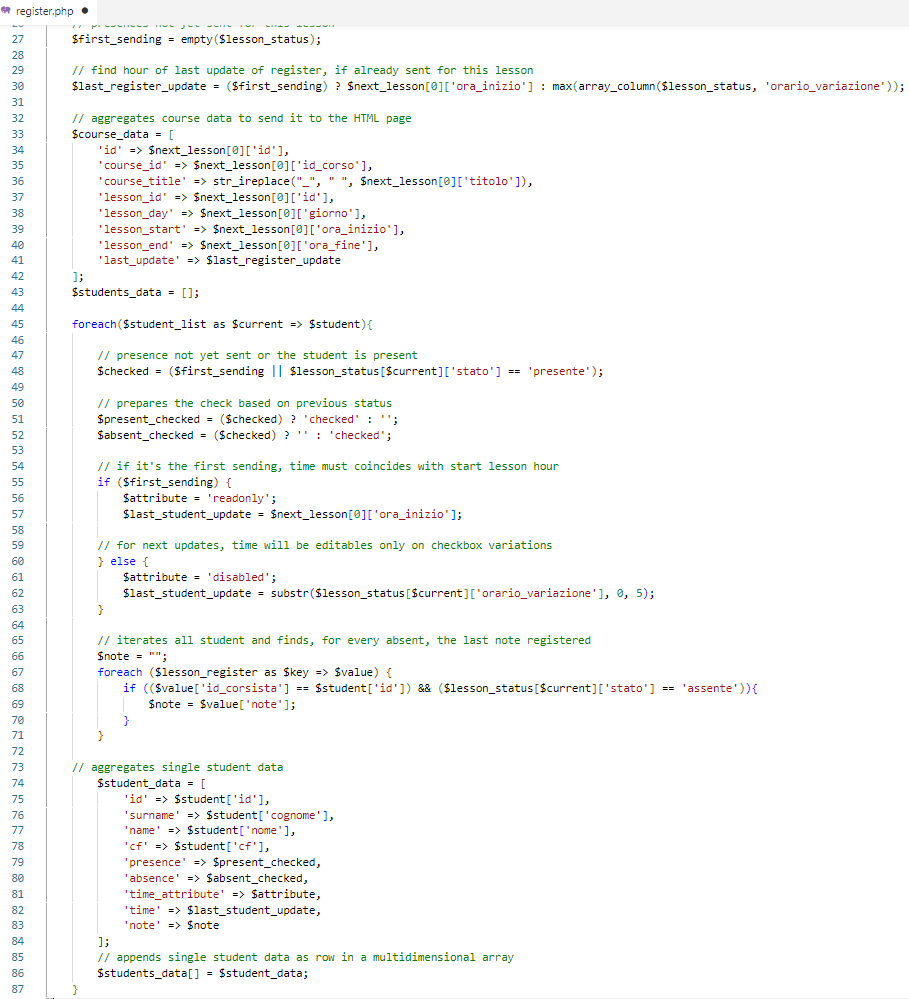 register.php
26 // presences not yet sent for this lesson
27 $first_sending = empty($lesson_status);
28
29 // find hour of last update of register, if already sent for this lesson
30 $last_register_update = ($first_sending) ? $next_lesson[0]['ora_inizio'] : max(array_column($lesson_status, 'orario_variazione'));
31
32 // aggregates course data to send it to the HTML page
33 $course_data = [
34 'id' => $next_lesson[0]['id'],
35 'course_id' => $next_lesson[0]['id_corso'],
36 'course_title' => str_ireplace("_", " ", $next_lesson[0]['titolo']),
37 'lesson_id' => $next_lesson[0]['id'],
38 'lesson_day' => $next_lesson[0]['giorno'],
39 'lesson_start' => $next_lesson[0]['ora_inizio'],
40 'lesson_end' => $next_lesson[0]['ora_fine'],
41 'last_update' => $last_register_update
42 ];
43 $students_data = [];
44
45 foreach($student_list as $current => $student){
46
47 // presence not yet sent or the student is present
48 $checked = ($first_sending || $lesson_status[$current]['stato'] == 'presente');
49
50 // prepares the check based on previous status
51 $present_checked = ($checked) ? 'checked' : '';
52 $absent_checked = ($checked) ? '' : 'checked';
53
54 // if it's the first sending, time must coincides with start lesson hour
55 if ($first_sending) {
56 $attribute = 'readonly';
57 $last_student_update = $next_lesson[0]['ora_inizio'];
58
59 // for next updates, time will be editables only on checkbox variations
60 } else {
61 $attribute = 'disabled';
62 $last_student_update = substr($lesson_status[$current]['orario_variazione'], 0, 5);
63 }
64
65 // iterates all student and finds, for every absent, the last note registered
66 $note = "";
67 foreach ($lesson_register as $key => $value) {
68 if (($value['id_corsista'] == $student['id']) && ($lesson_status[$current]['stato'] == 'assente')){
69 $note = $value['note'];
70 }
71 }
72
73 // aggregates single student data
74 $student_data = [
75 'id' => $student['id'],
76 'surname' => $student['cognome'],
77 'name' => $student['nome'],
78 'cf' => $student['cf'],
79 'presence' => $present_checked,
80 'absence' => $absent_checked,
81 'time_attribute' => $attribute,
82 'time' => $last_student_update,
83 'note' => $note
84 ];
85 // appends single student data as row in a multidimensional array
86 $students_data[] = $student_data;
87 }